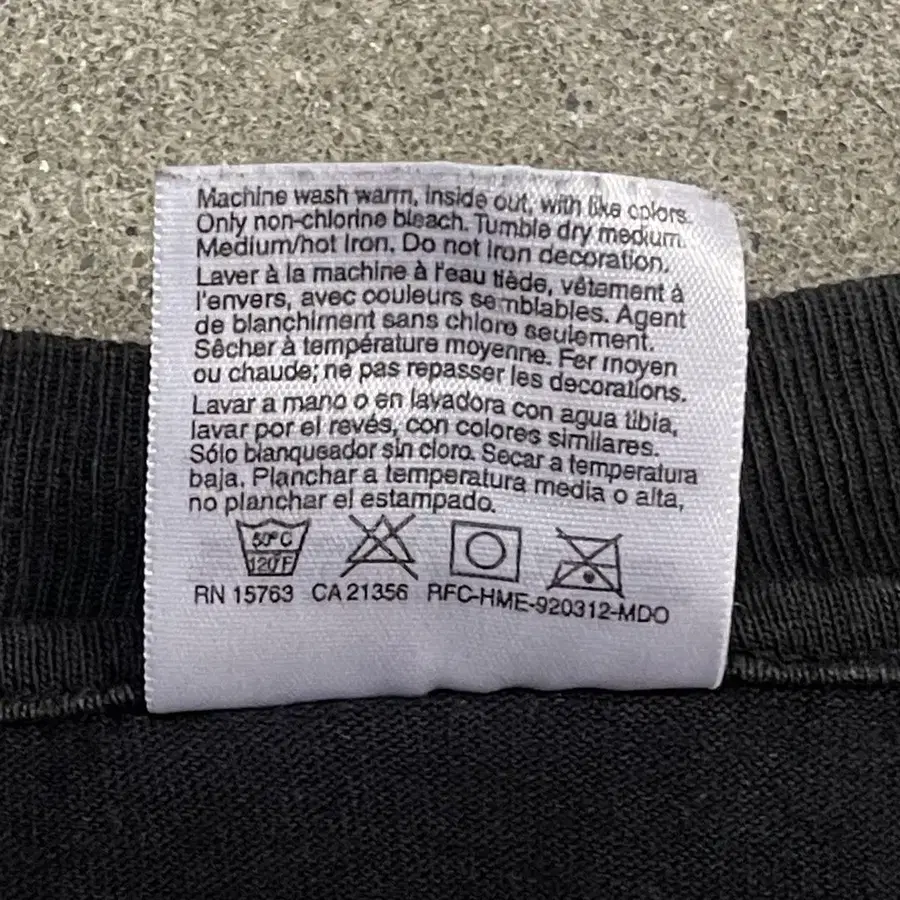 Machine wash warm, inside out, with like colors.
Only non-chlorine bleach. Tumble dry medium.
Medium/hot Iron. Do not iron decoration.
Laver à la machine à l'eau tiède, vêtement à
l'envers, avec couleurs semblables. Agent
de blanchiment sans chlore seulement.
Sêcher à température moyenne. Fer moyen
ou chaude; ne pas repasser les decorations.
Lavar a mano o en lavadora con agua tibia,
lavar por el revés, con colores similares.
Sólo blanqueador sin cloro. Secar a temperatura
baja. Planchar a temperatura media o alta,
no planchar el estampado.
50°C
120°F
RN 15763 CA 21356 RFC-HME-920312-MDO